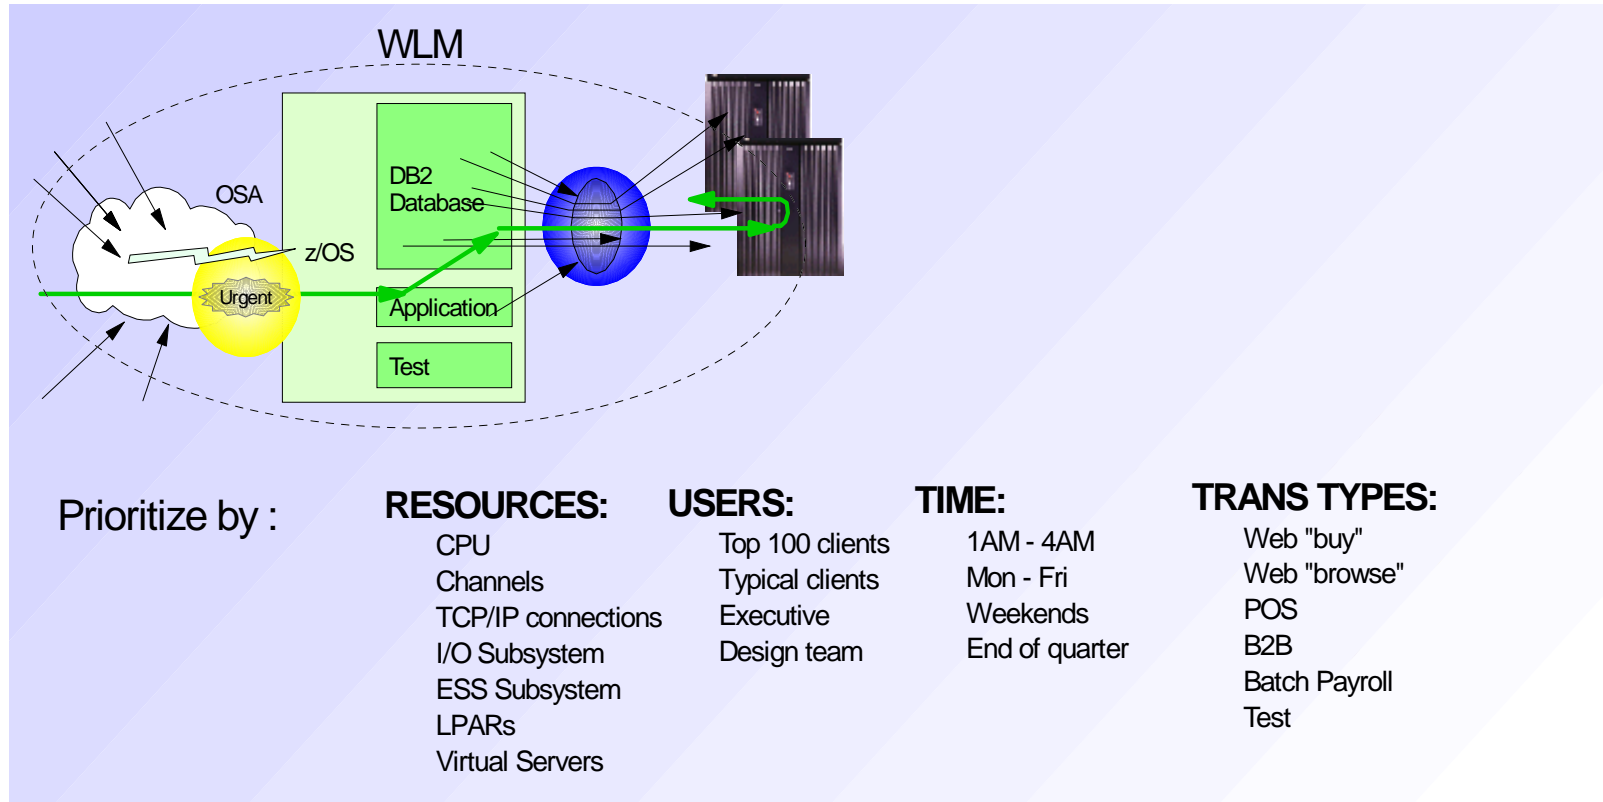 WLM
OSA
z/OS
Urgent
DB2
Database
Application
Test
Prioritize by :
RESOURCES:
CPU
Channels
TCP/IP connections
I/O Subsystem
ESS Subsystem
LPARs
Virtual Servers
USERS:
Top 100 clients
Typical clients
Executive
Design team
TIME:
1AM - 4AM
Mon - Fri
Weekends
End of quarter
TRANS TYPES:
Web "buy"
Web "browse"
POS
B2B
Batch Payroll
Test